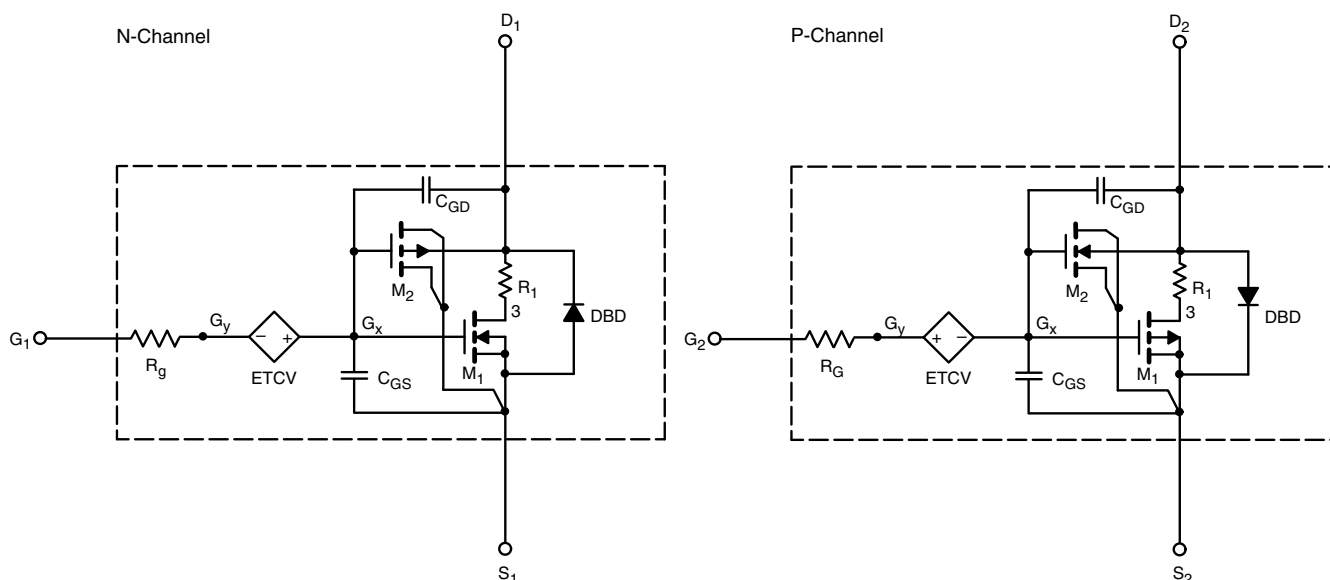 N-Channel
D1
CGD
M2
R1
3
DBD
G1
Rg
Gy
− +
ETCV
Gx
M1
CGS
S1
P-Channel
D2
CGD
M2
R1
3
DBD
G2
RG
Gy
+ −
ETCV
Gx
M1
CGS
S2